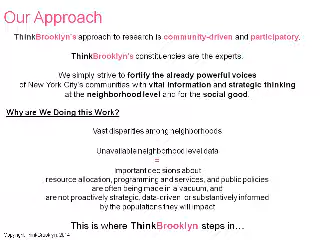 Our Approach
ThinkBrooklyn's approach to research is community-driven and participatory.
ThinkBrooklyn's constituencies are the experts.
We simply strive to fortify the already powerful voices
of New York City's communities with vital information and strategic thinking
at the neighborhood level and for the social good.
Why are We Doing this Work?
Vast disparities among neighborhoods
Unavailable neighborhood level data
=
Important decisions about
resource allocation, programming and services, and public policies
are often being made in a vacuum, and
are not proactively strategic, data-driven or substantively informed
by the populations they will impact
This is where ThinkBrooklyn steps in...
Copyright ThinkBrooklyn 2014